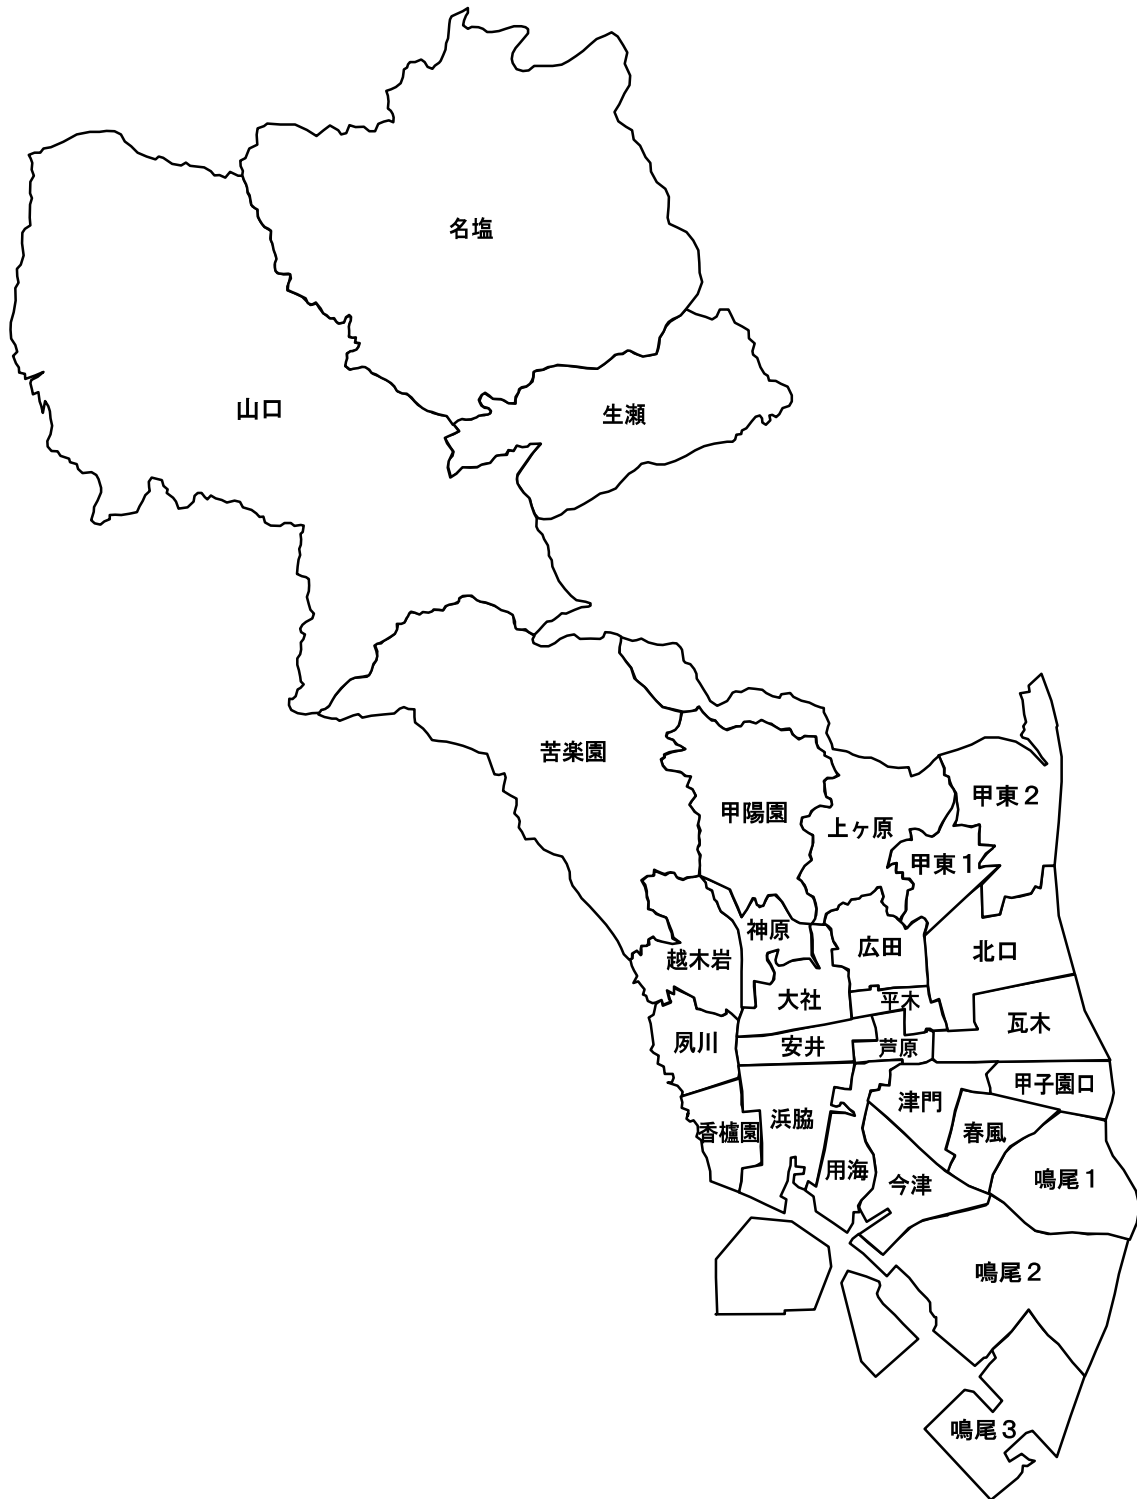 名塩
山口
生瀬
苦楽園
甲陽園
上ヶ原
甲東２
甲東１
神原
越木岩
広田
北口
大社
平木
夙川
安井
芦原
瓦木
津門
甲子園口
香櫨園
浜脇
春風
用海
今津
鳴尾１
鳴尾２
鳴尾３